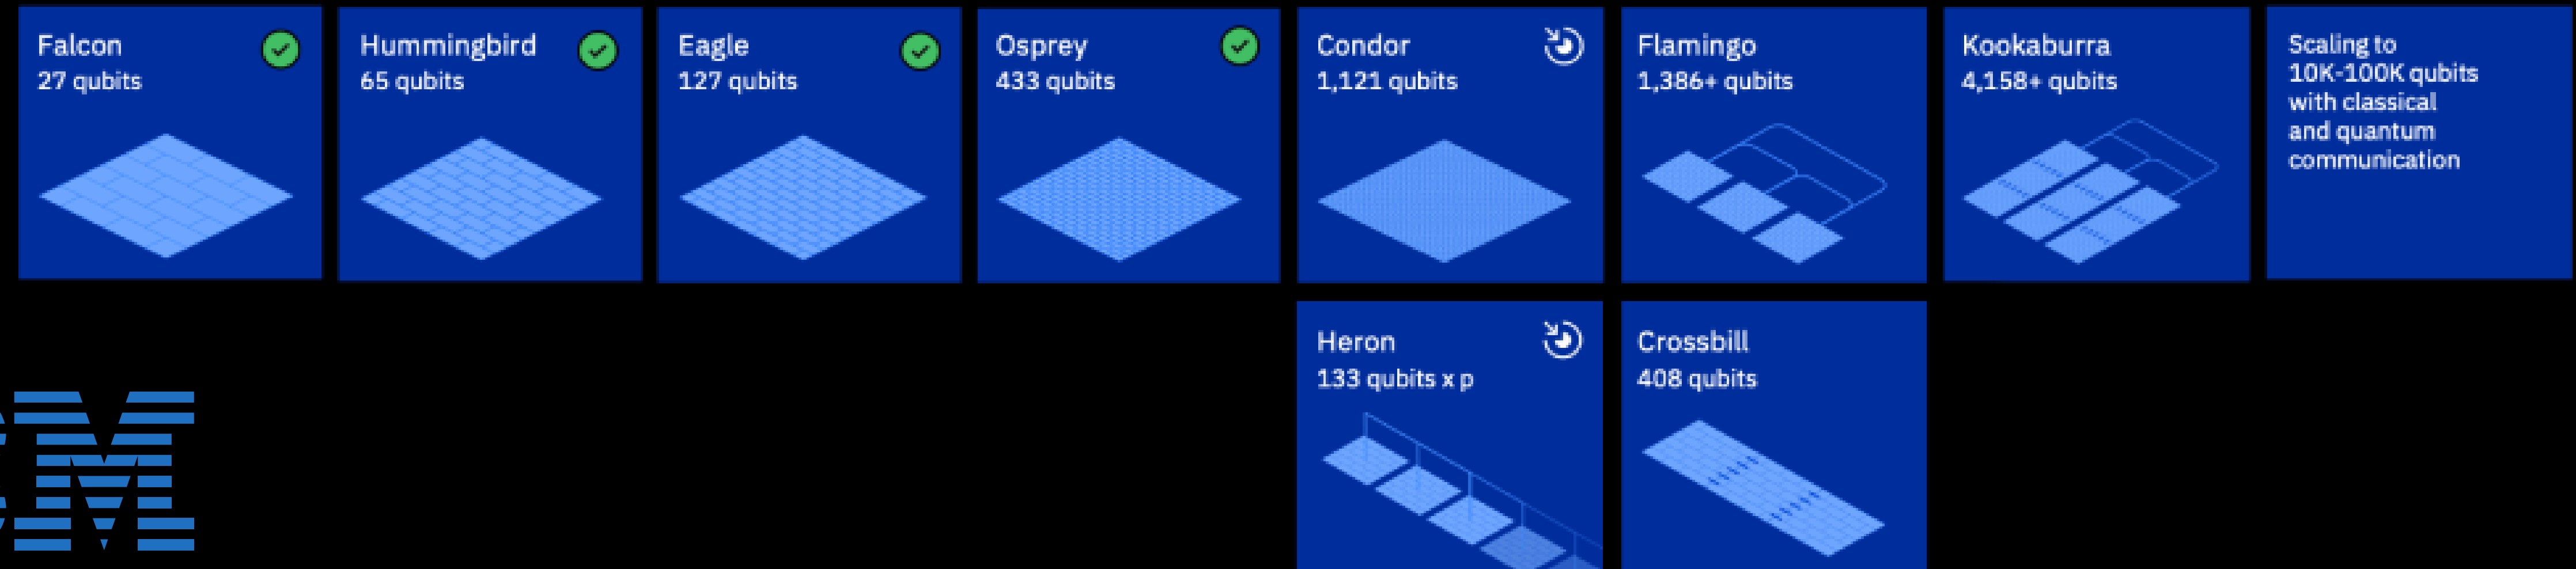 Falcon
27 qubits
Hummingbird
65 qubits
Eagle
127 qubits
Osprey
433 qubits
Condor
1,121 qubits
Flamingo
1,386+ qubits
Kookaburra
4,158+ qubits
Scaling to
10K-100K qubits
with classical
and quantum
communication
Heron
133 qubits x p
Crossbill
408 qubits
M